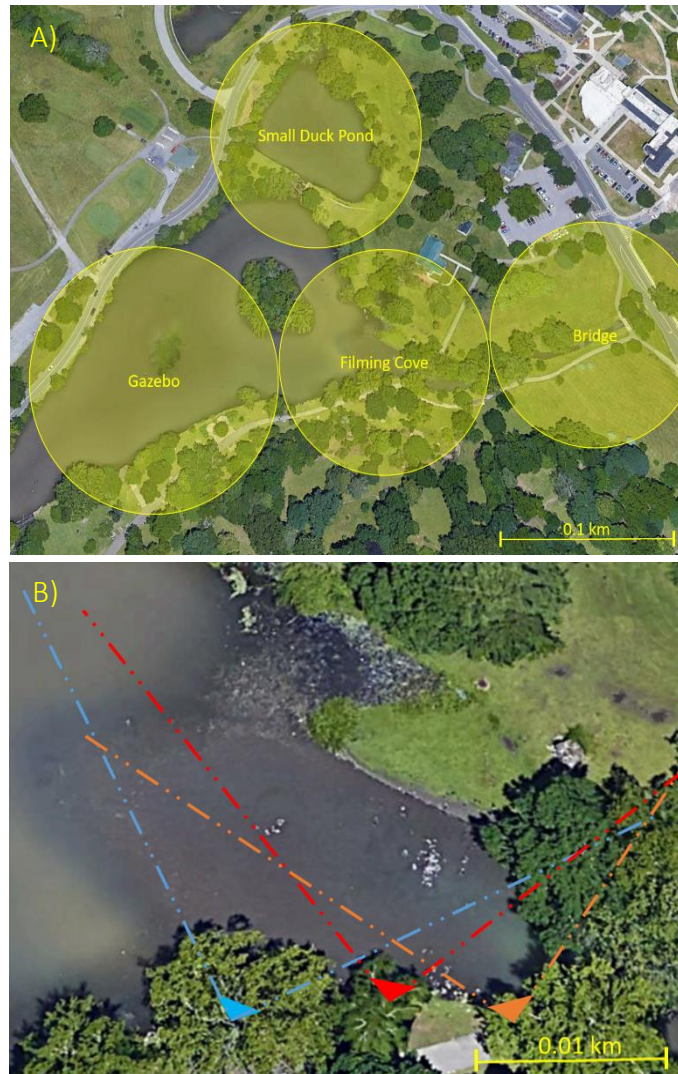 A)
Small Duck Pond
Bridge
Filming Cove
Gazebo
0.1 km
B)
0.01 km